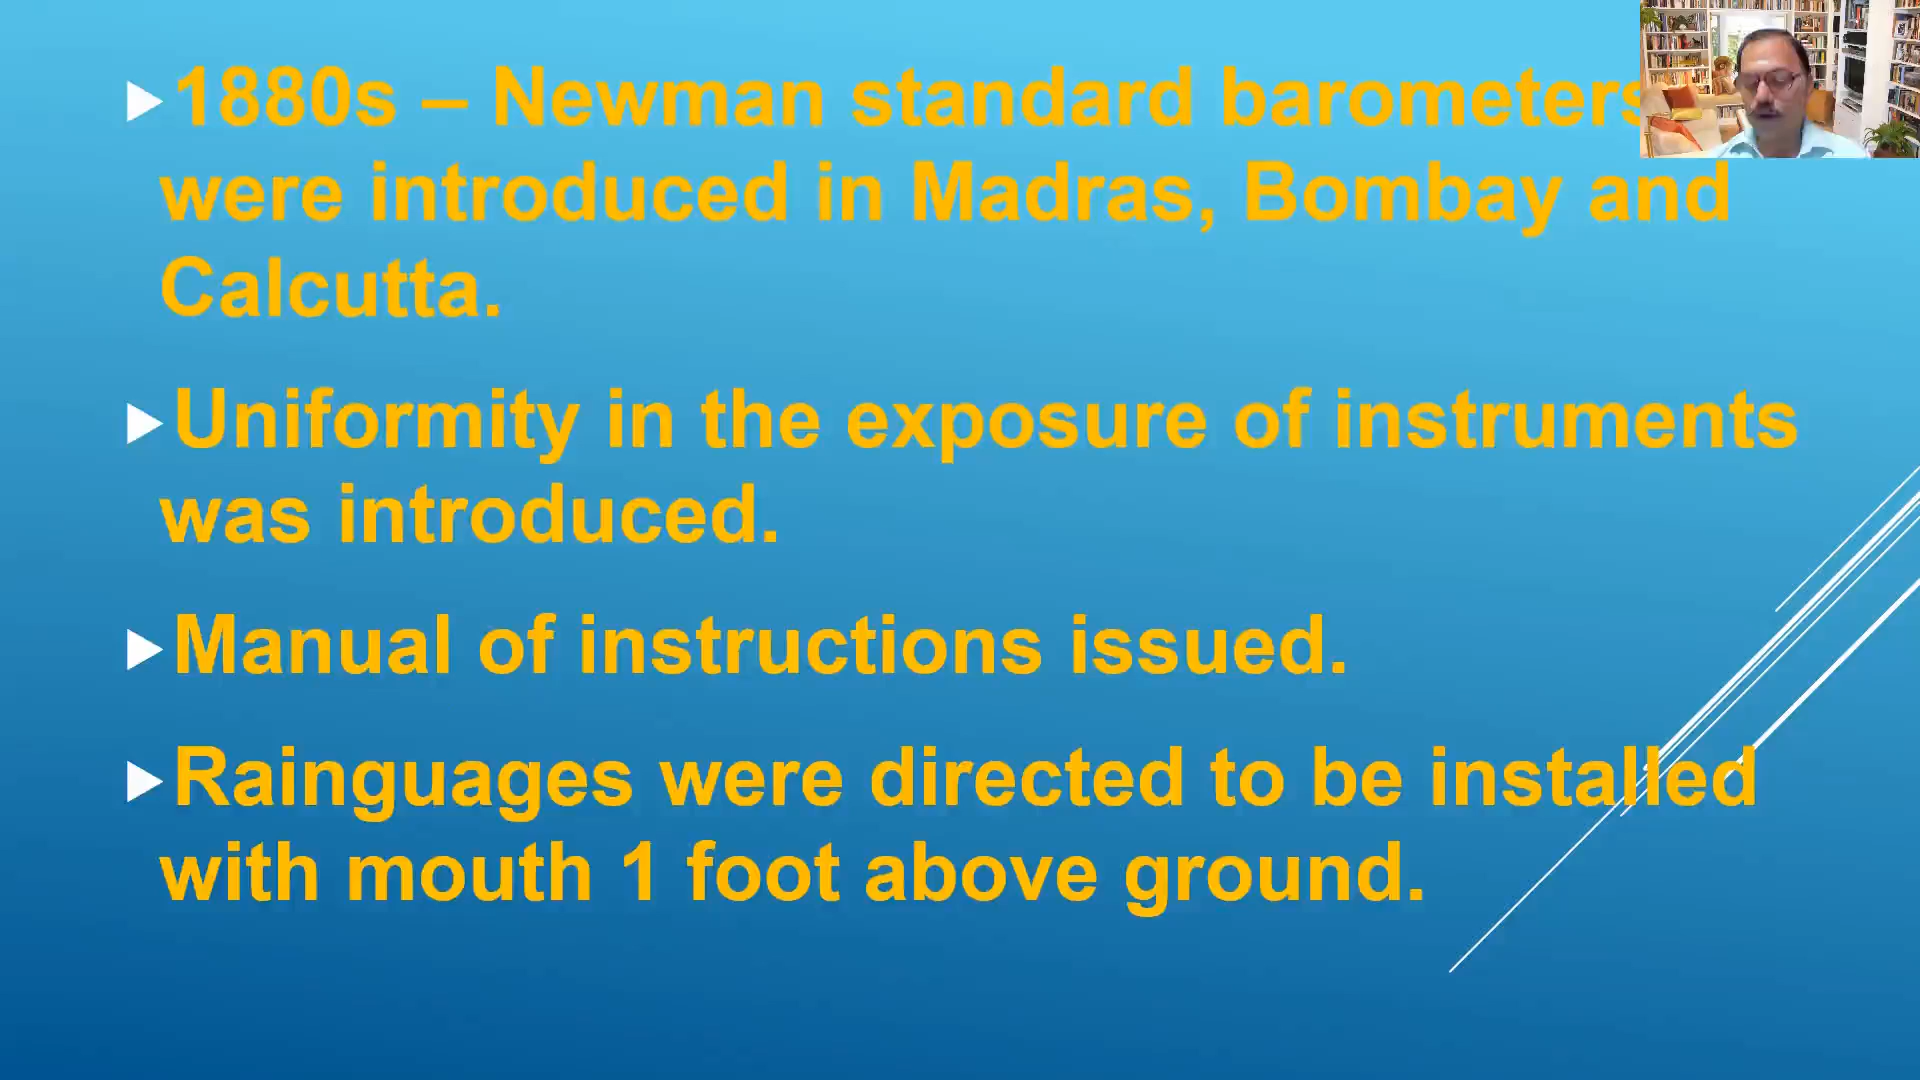 1880s – Newman standard barometers
were introduced in Madras, Bombay and
Calcutta.
Uniformity in the exposure of instruments
was introduced.
Manual of instructions issued.
Rainguages were directed to be installed
with mouth 1 foot above ground.